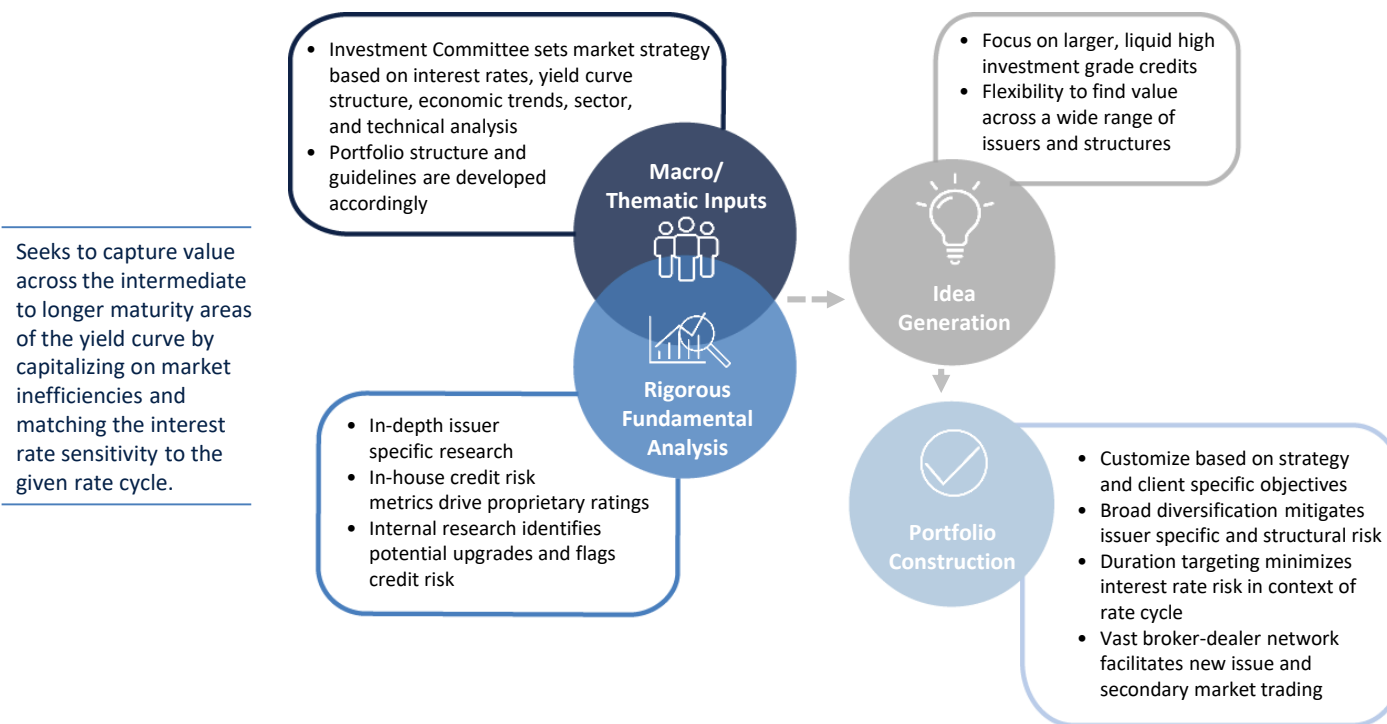 Seeks to capture value
across the intermediate
to longer maturity areas
of the yield curve by
capitalizing on market
inefficiencies and
matching the interest
rate sensitivity to the
given rate cycle.
• Investment Committee sets market strategy
based on interest rates, yield curve
structure, economic trends, sector,
and technical analysis
• Portfolio structure and
guidelines are developed
accordingly
Macro/
Thematic Inputs
Rigorous
Fundamental
Analysis
• In-depth issuer
specific research
• In-house credit risk
metrics drive proprietary ratings
• Internal research identifies
potential upgrades and flags
credit risk
• Focus on larger, liquid high
investment grade credits
• Flexibility to find value
across a wide range of
issuers and structures
Idea
Generation
Portfolio
Construction
• Customize based on strategy
and client specific objectives
• Broad diversification mitigates
issuer specific and structural risk
• Duration targeting minimizes
interest rate risk in context of
rate cycle
• Vast broker-dealer network
facilitates new issue and
secondary market trading